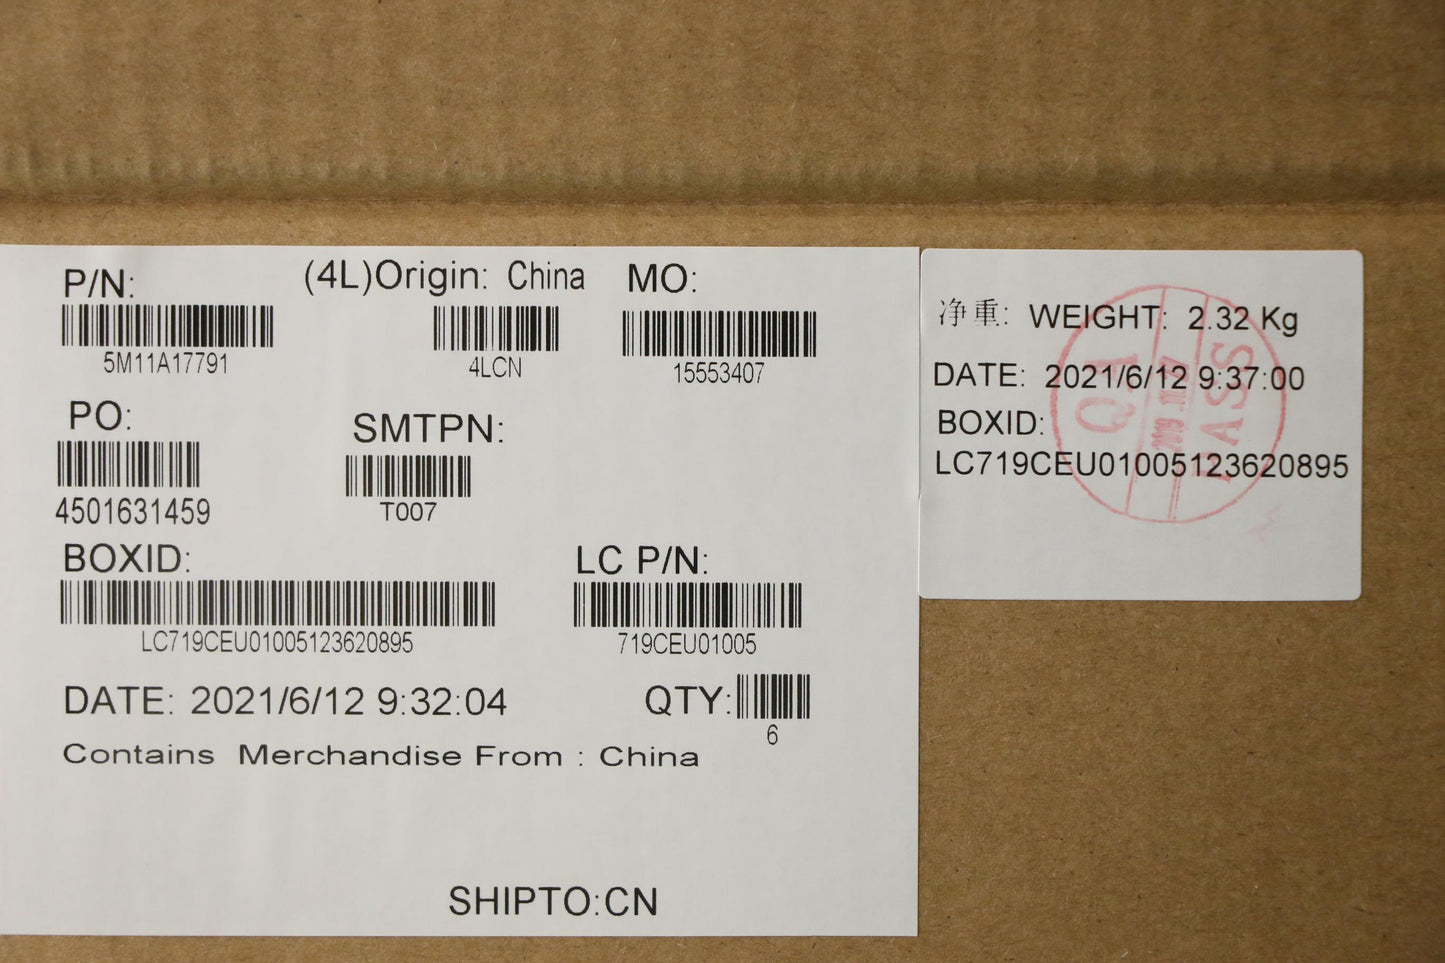 P/N: (4L)Origin: China MO:
5M11A17791 4LCN 15553407
PO: SMTPN:
4501631459 T007
BOXID: LC P/N:
LC719CEU01005123620895 719CEU01005
DATE: 2021/6/12 9:32:04 QTY:
6
Contains Merchandise From : China
SHIPTO:CN
净重: WEIGHT: 2.32 Kg
DATE: 2021/6/12 9:37:00
BOXID:
LC719CEU01005123620895
QA
PASS